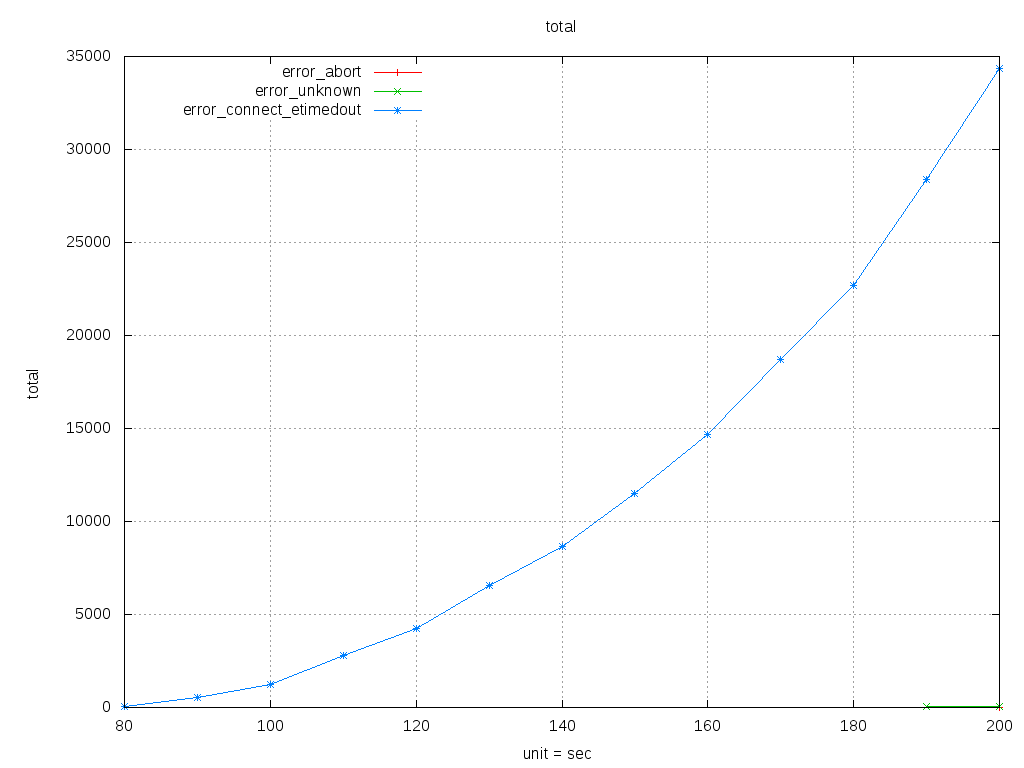 total
35000
30000
25000
20000
15000
10000
5000
0
total
error_abort
error_unknown
error_connect_etimedout
80 100 120 140 160 180 200
unit = sec